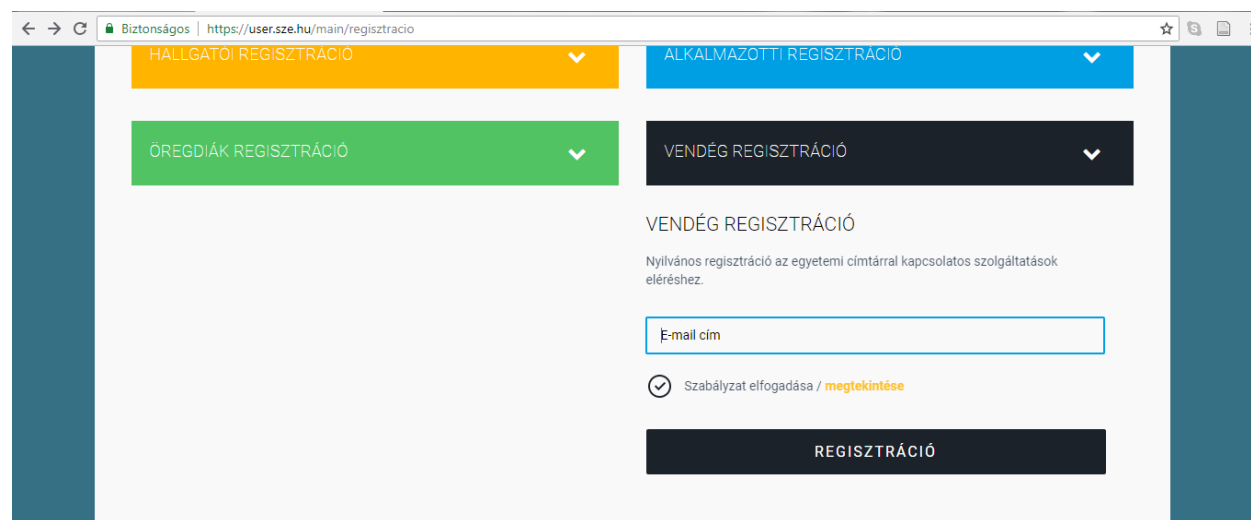 Biztonságos | https://user.sze.hu/main/regisztracio
HALLGATÓI REGISZTRÁCIÓ
ALKALMAZOTTI REGISZTRÁCIÓ
ÖREGDIÁK REGISZTRÁCIÓ
VENDÉG REGISZTRÁCIÓ
VENDÉG REGISZTRÁCIÓ
Nyilvános regisztráció az egyetemi címtárral kapcsolatos szolgáltatások
eléréshez.
E-mail cím
Szabályzat elfogadása / megtekintése
REGISZTRÁCIÓ